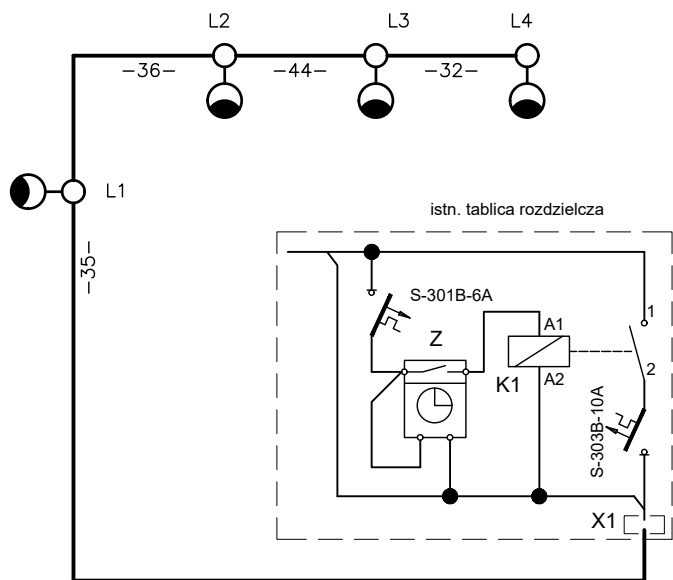 L2
L3
L4
-36-
-44-
-32-
L1
-35-
istn. tablica rozdzielcza
S-301B-6A
Z
A1
1
K1
A2
2
S-303B-10A
X1